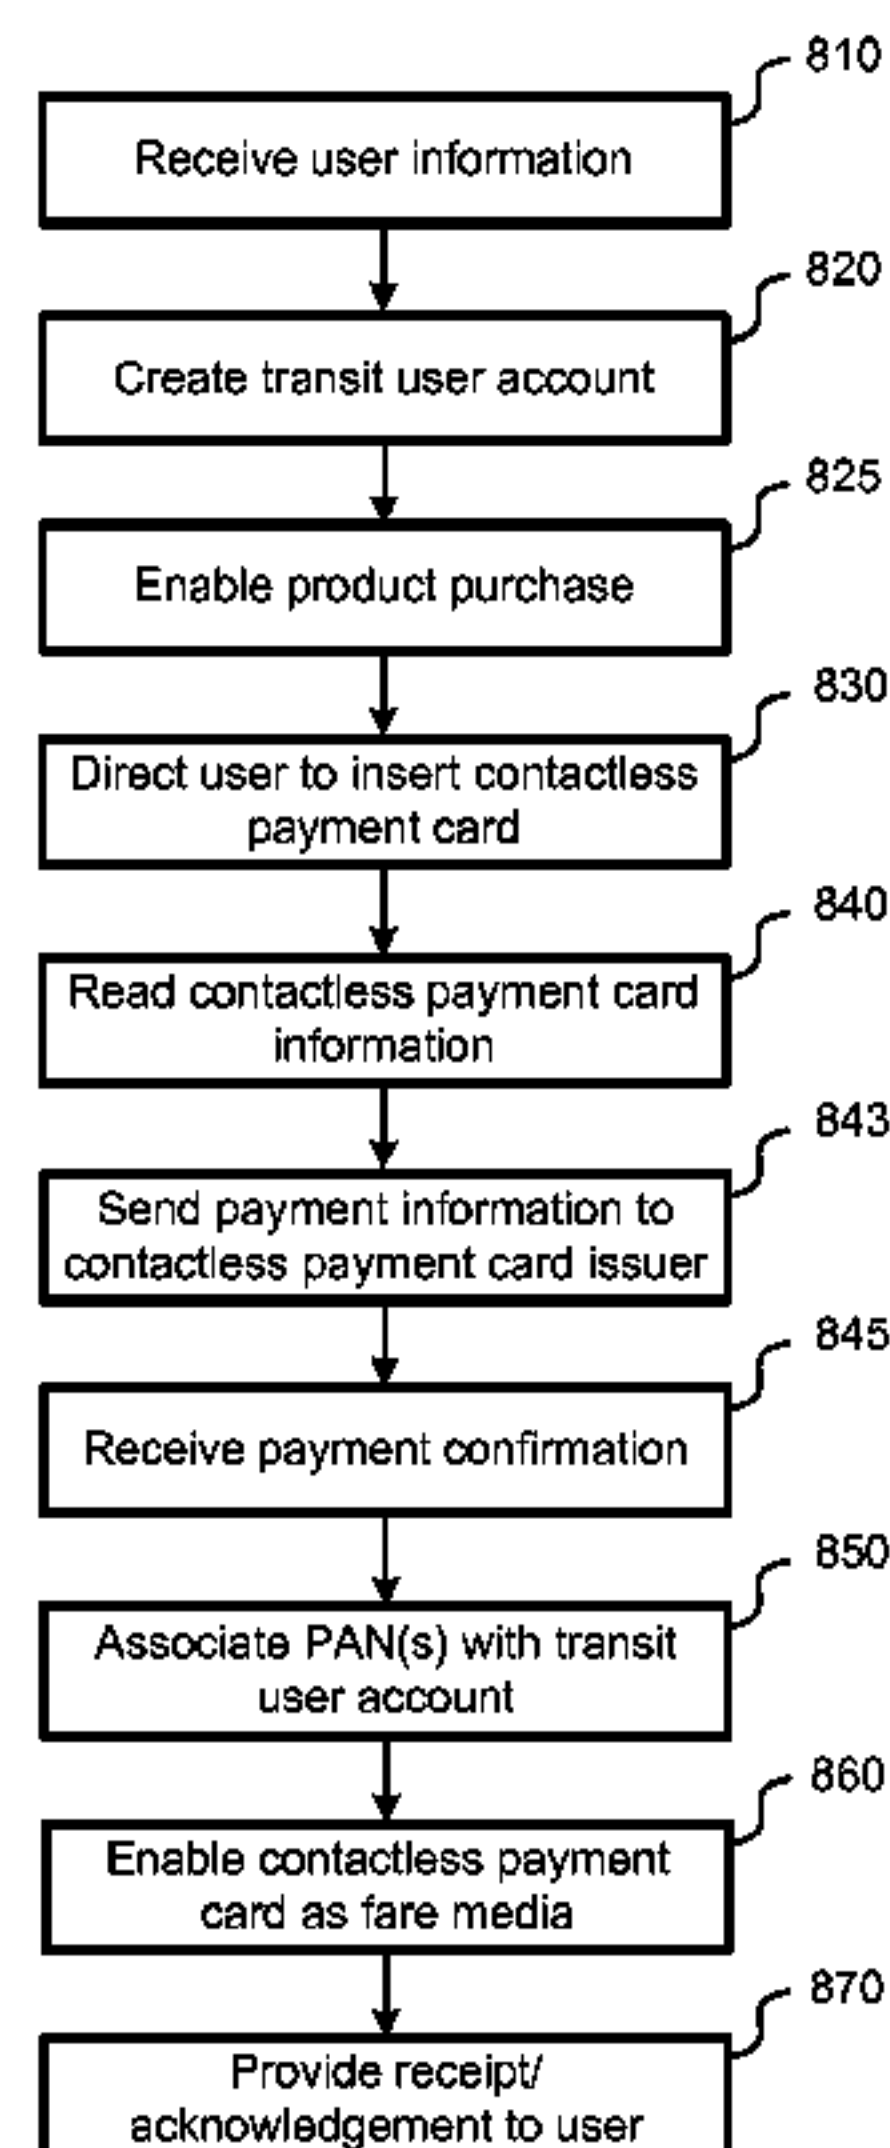 810
Receive user information
820
Create transit user account
825
Enable product purchase
830
Direct user to insert contactless
payment card
840
Read contactless payment card
information
843
Send payment information to
contactless payment card issuer
845
Receive payment confirmation
850
Associate PAN(s) with transit
user account
860
Enable contactless payment
card as fare media
870
Provide receipt/
acknowledgement to user